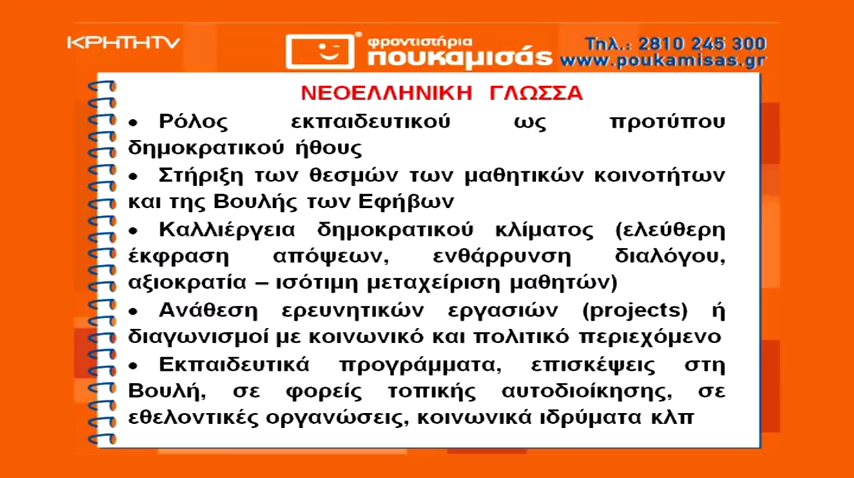 ΚΡΗΤΗTV
φροντιστήρια
πουκαμισάς
Τηλ.: 2810 245 300
www.poukamisas.gr
ΝΕΟΕΛΛΗΝΙΚΗ ΓΛΩΣΣΑ
• Ρόλος εκπαιδευτικού ως προτύπου
δημοκρατικού ήθους
• Στήριξη των θεσμών των μαθητικών κοινοτήτων
και της Βουλής των Εφήβων
• Καλλιέργεια δημοκρατικού κλίματος (ελεύθερη
έκφραση απόψεων, ενθάρρυνση διαλόγου,
αξιοκρατία – ισότιμη μεταχείριση μαθητών)
• Ανάθεση ερευνητικών εργασιών (projects) ή
διαγωνισμοί με κοινωνικό και πολιτικό περιεχόμενο
• Εκπαιδευτικά προγράμματα, επισκέψεις στη
Βουλή, σε φορείς τοπικής αυτοδιοίκησης, σε
εθελοντικές οργανώσεις, κοινωνικά ιδρύματα κλπ